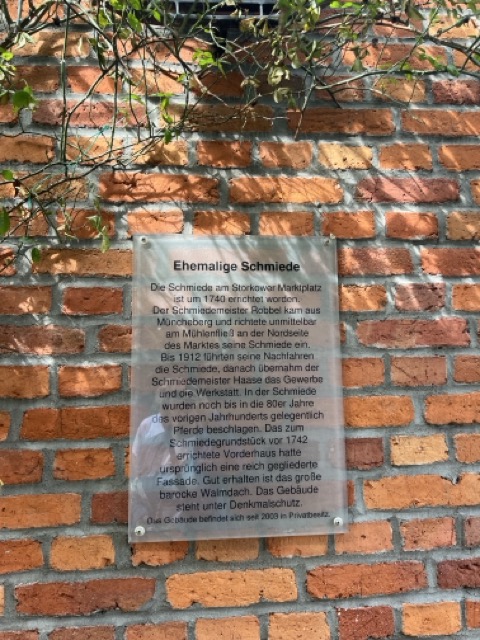 Ehemalige Schmiede
Die Schmiede am Storkower Marktplatz
ist um 1740 errichtet worden.
Der Schmiedemeister Robbel kam aus
Müncheberg und richtete unmittelbar
am Mühlenfließ an der Nordseite
des Marktes seine Schmiede ein.
Bis 1912 führten seine Nachfahren
die Schmiede, danach übernahm der
Schmiedemeister Haase das Gewerbe
und die Werkstatt. In der Schmiede
wurden noch bis in die 80er Jahre
des vorigen Jahrhunderts gelegentlich
Pferde beschlagen. Das zum
Schmiedegrundstück vor 1742
errichtete Vorderhaus hatte
ursprünglich eine reich gegliederte
Fassade. Gut erhalten ist das große
barocke Walmdach. Das Gebäude
steht unter Denkmalschutz.
Das Gebäude befindet sich seit 2003 in Privatbesitz.